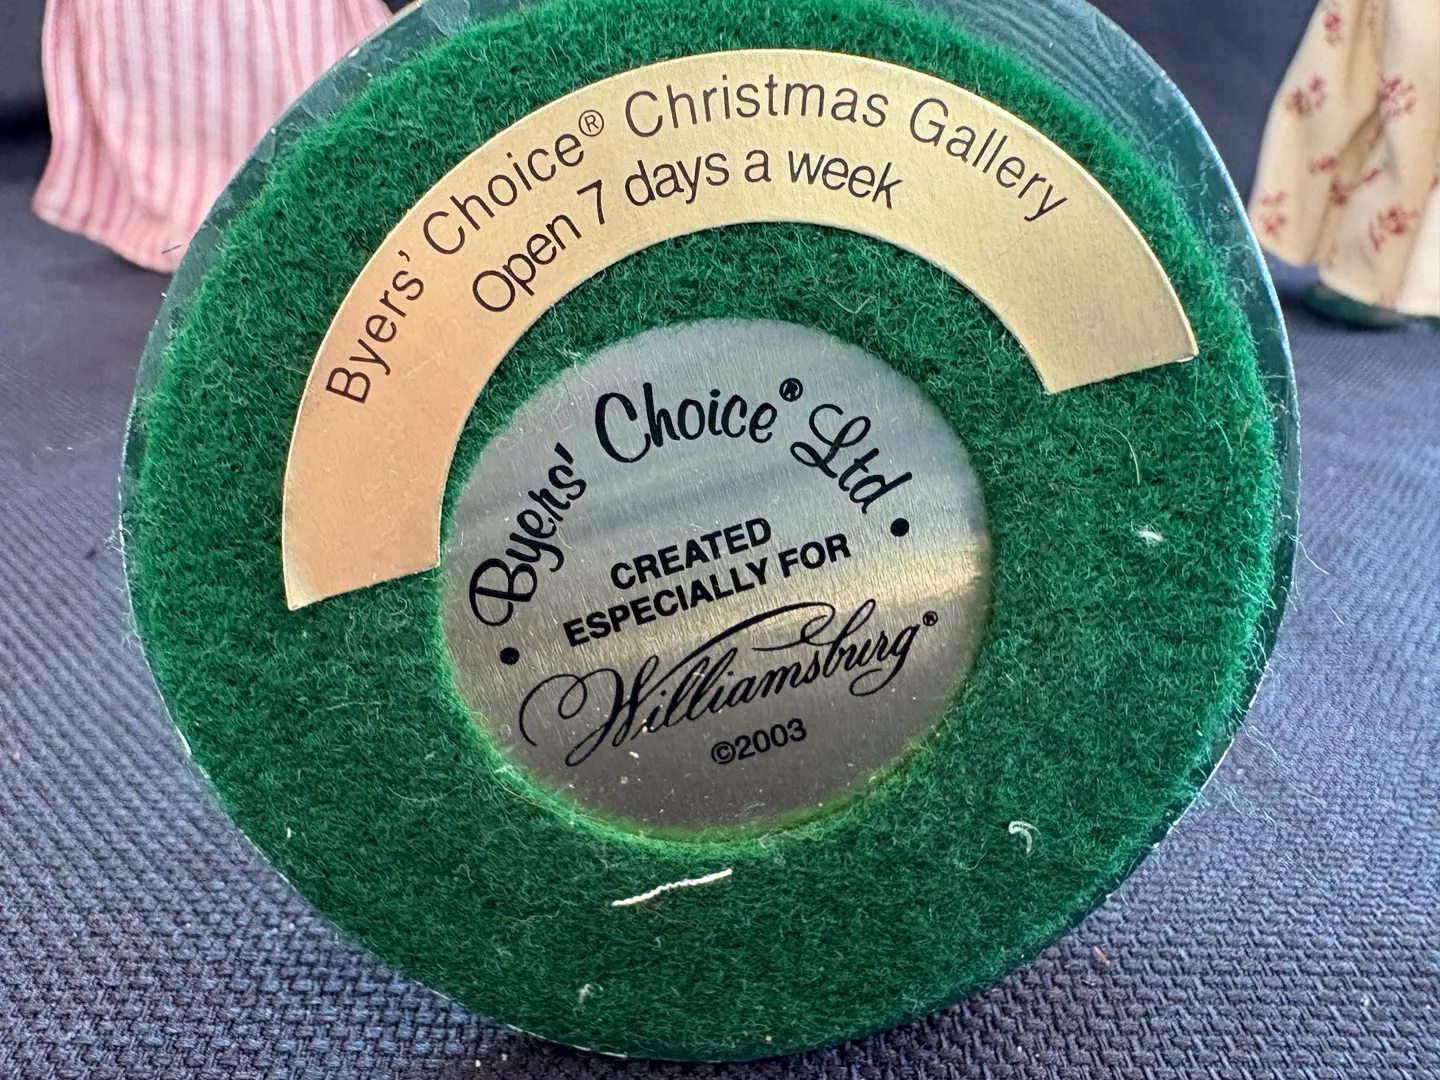 Byers' Choice® Christmas Gallery
Open 7 days a week
Byers' Choice® Ltd
• CREATED •
ESPECIALLY FOR
Williamsburg®
©2003